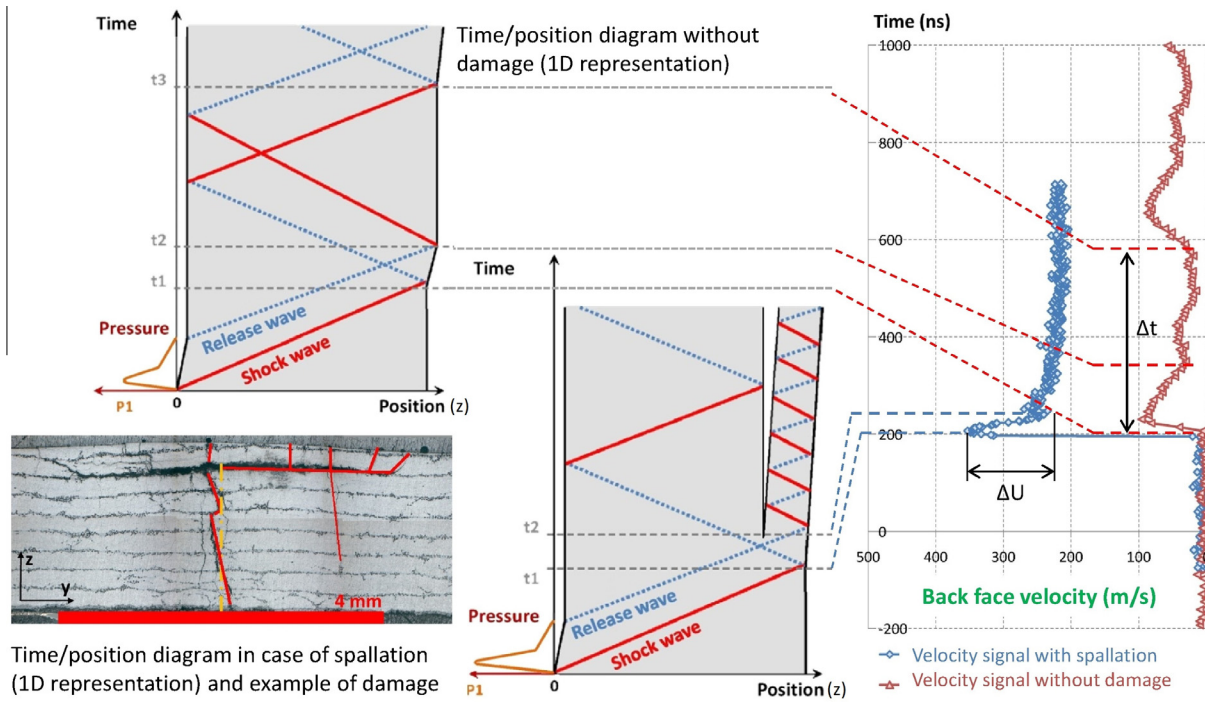 Time
t3
t2
t1
Pressure
P1
0
Position (z)
Release wave
Shock wave
Time/position diagram without
damage (1D representation)
z
y
4 mm
Time/position diagram in case of spallation
(1D representation) and example of damage
Time
t2
t1
Pressure
P1
0
Position (z)
Release wave
Shock wave
Time (ns)
1000
800
600
400
200
0
-200
500 400 300 200 100
Δt
ΔU
Back face velocity (m/s)
Velocity signal with spallation
Velocity signal without damage